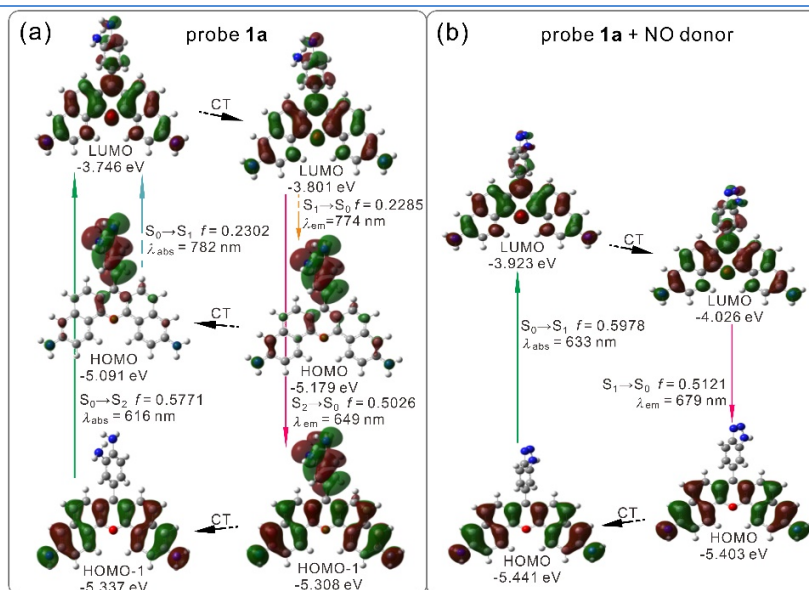 (a) probe 1a
CT
LUMO
-3.746 eV
LUMO
-3.801 eV
S₀→S₁ f = 0.2302
λabs = 782 nm
S₁→S₀ f = 0.2285
λem = 774 nm
CT
HOMO
-5.091 eV
HOMO
-5.179 eV
S₀→S₂ f = 0.5771
λabs = 616 nm
S₂→S₀ f = 0.5026
λem = 649 nm
CT
HOMO-1
-5.337 eV
HOMO-1
-5.308 eV
(b) probe 1a + NO donor
CT
LUMO
-3.923 eV
LUMO
-4.026 eV
S₀→S₁ f = 0.5978
λabs = 633 nm
S₁→S₀ f = 0.5121
λem = 679 nm
CT
HOMO
-5.441 eV
HOMO
-5.403 eV